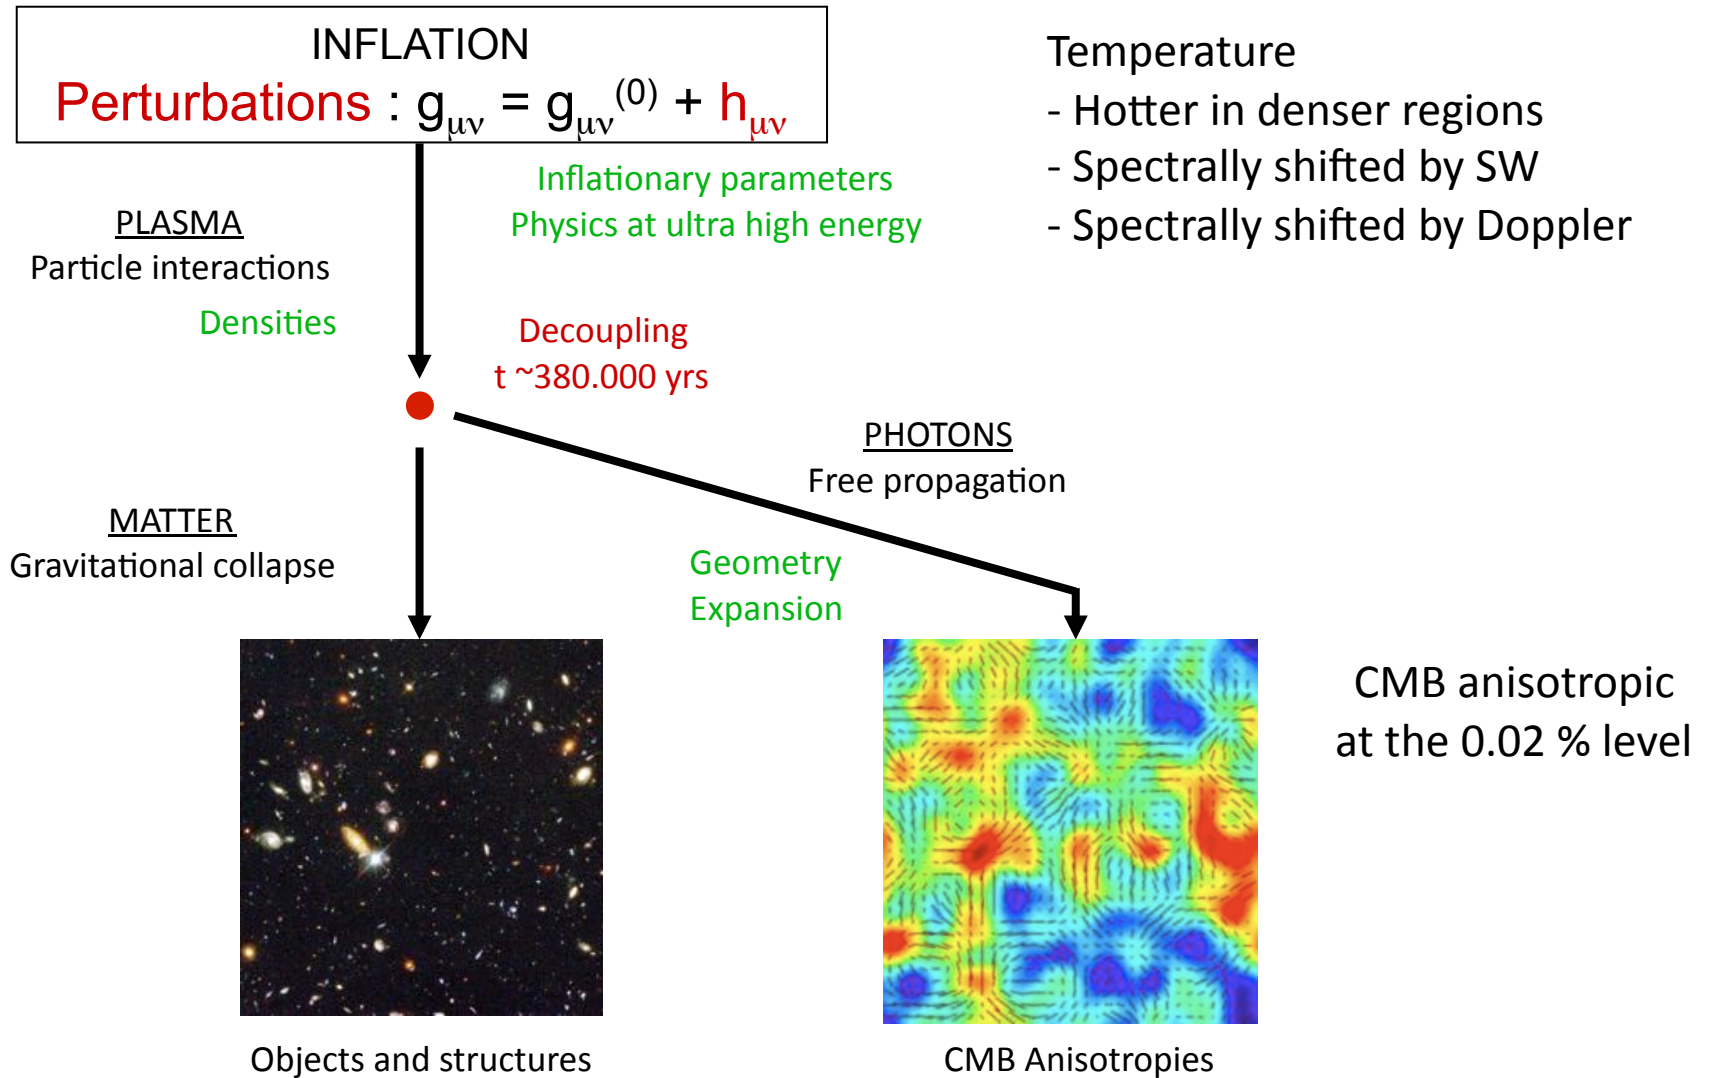 INFLATION
Perturbations : gμν = gμν(0) + hμν
Temperature
- Hotter in denser regions
- Spectrally shifted by SW
- Spectrally shifted by Doppler
Inflationary parameters
Physics at ultra high energy
PLASMA
Particle interactions
Densities
Decoupling
t ~380.000 yrs
PHOTONS
Free propagation
MATTER
Gravitational collapse
Geometry
Expansion
CMB anisotropic
at the 0.02 % level
Objects and structures
CMB Anisotropies